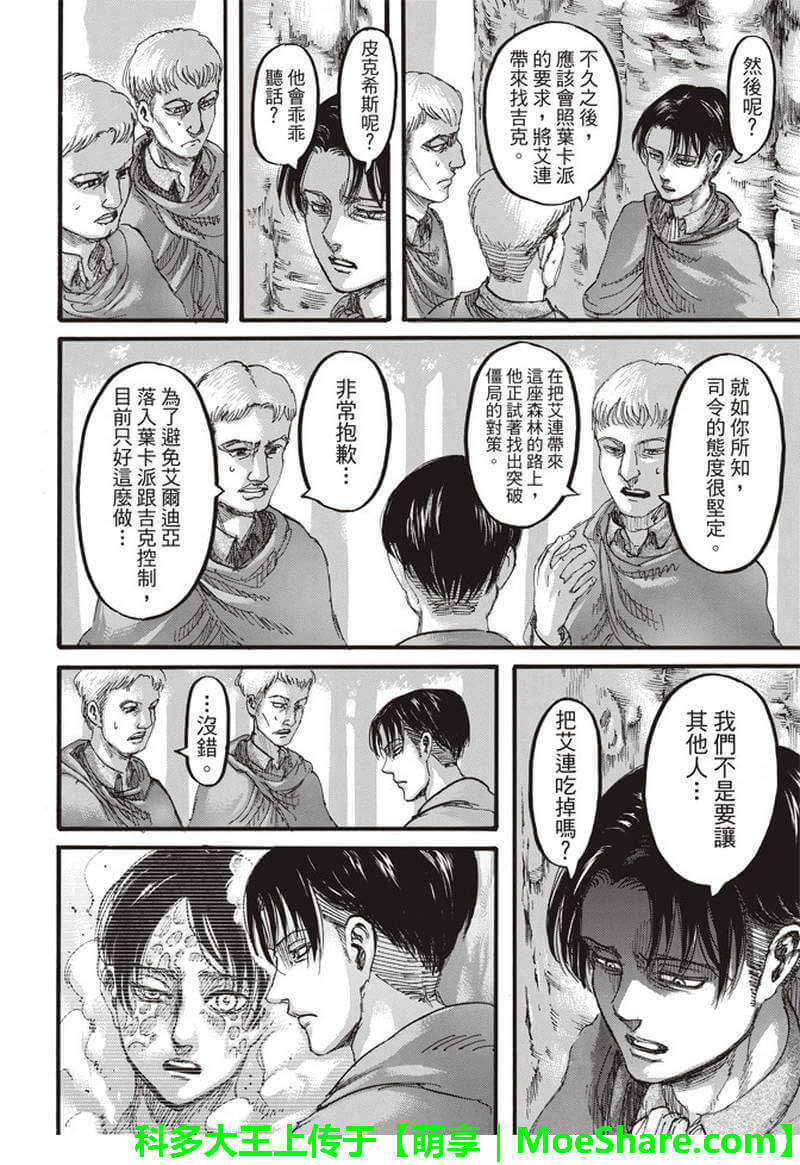 然後呢？
不久之後，
應該會照葉卡派
的要求，將艾連
帶來找吉克。
皮克希斯呢？
他會乖乖
聽話？
就如你所知，
司令的態度很堅定。
在把艾連帶來
這座森林的路上，
他正試著找出突破
僵局的對策。
非常抱歉…
為了避免艾爾迪亞
落入葉卡派跟吉克控制，
目前只好這麼做…
我們不是要讓
其他人…
把艾連吃掉嗎？
…沒錯。
科多大王上传于【萌享】MoeShare.com】